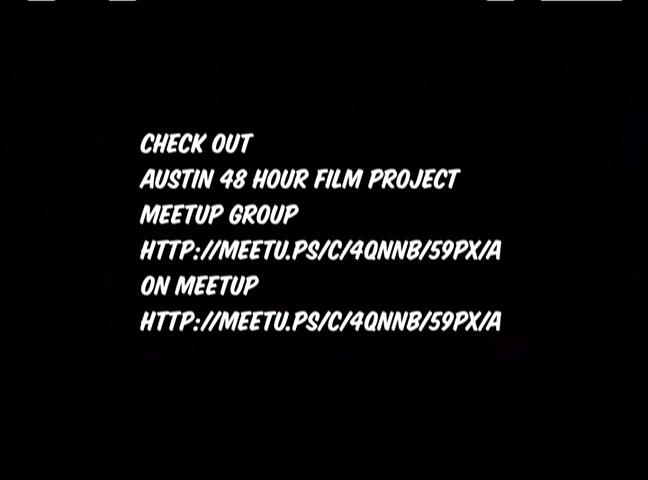 CHECK OUT
AUSTIN 48 HOUR FILM PROJECT
MEETUP GROUP
HTTP://MEETU.PS/C/4QNNB/59PX/A
ON MEETUP
HTTP://MEETU.PS/C/4QNNB/59PX/A